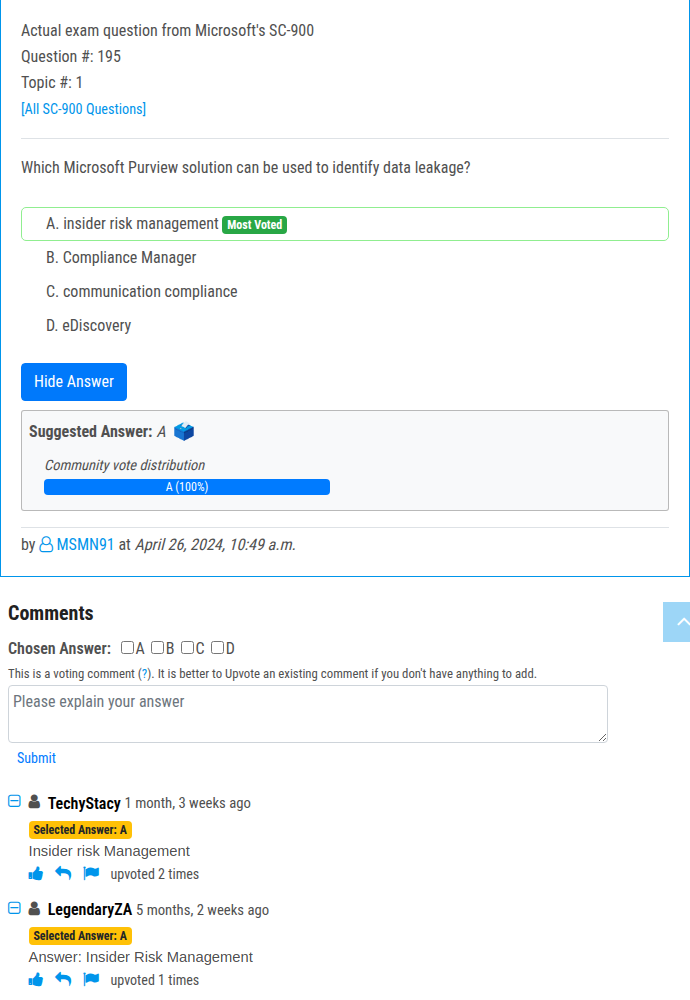 Actual exam question from Microsoft's SC-900
Question #: 195
Topic #: 1
[All SC-900 Questions]
Which Microsoft Purview solution can be used to identify data leakage?
A. insider risk management Most Voted
B. Compliance Manager
C. communication compliance
D. eDiscovery
Hide Answer
Suggested Answer: A
Community vote distribution
A (100%)
by MSMN91 at April 26, 2024, 10:49 a.m.
Comments
Chosen Answer: A B C D
This is a voting comment (?). It is better to Upvote an existing comment if you don't have anything to add.
Please explain your answer
Submit
TechyStacy 1 month, 3 weeks ago
Selected Answer: A
Insider risk Management
upvoted 2 times
LegendaryZA 5 months, 2 weeks ago
Selected Answer: A
Answer: Insider Risk Management
upvoted 1 times